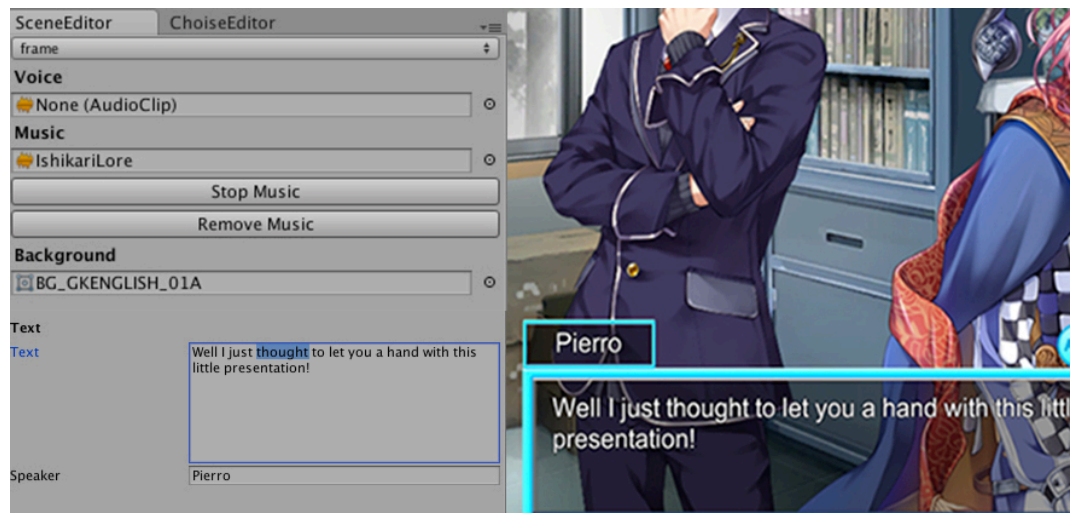 SceneEditor ChoiseEditor
frame
Voice
None (AudioClip)
Music
IshikariLore
Stop Music
Remove Music
Background
BG_GKENGLISH_01A
Text
Text
Well I just thought to let you a hand with this
little presentation!
Speaker
Pierro
Pierro
Well I just thought to let you a hand with this littl
presentation!